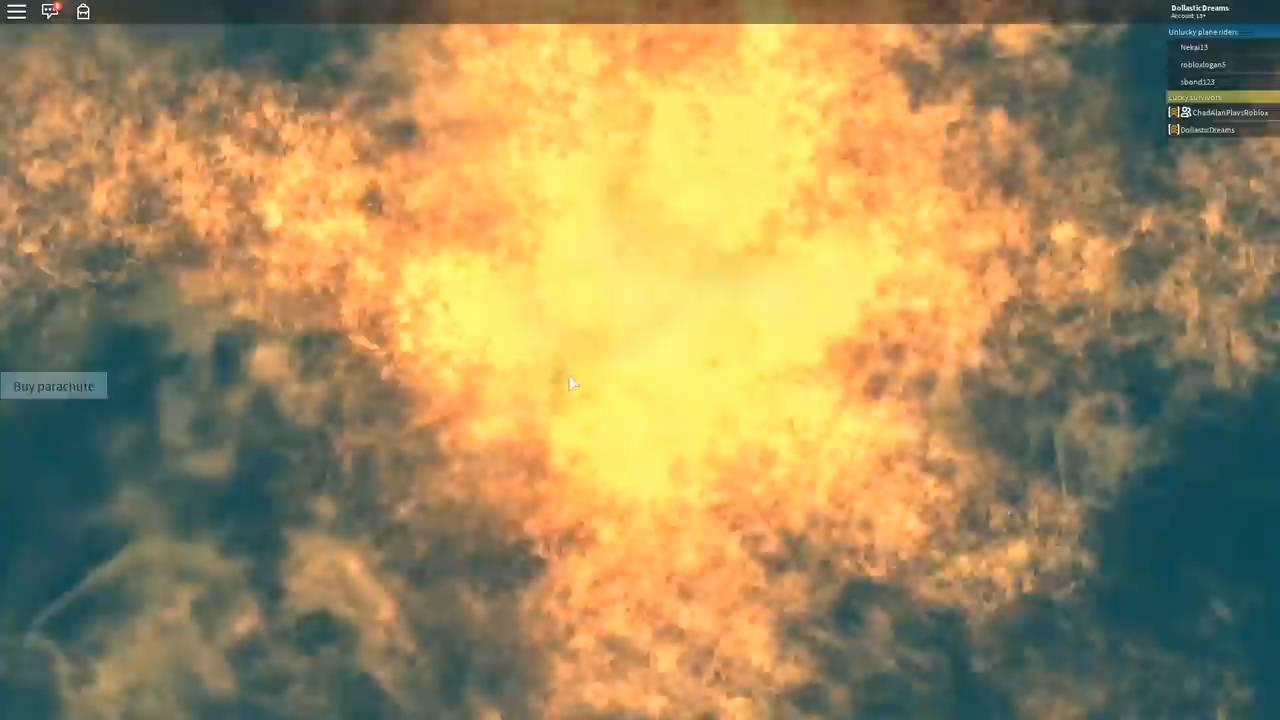 DollasticDreams
Account: 13+
Unlucky plane riders
Nekai13
robloxlogan5
sbond123
Lucky survivors
ChadAlanPlaysRoblox
DollasticDreams
Buy parachute